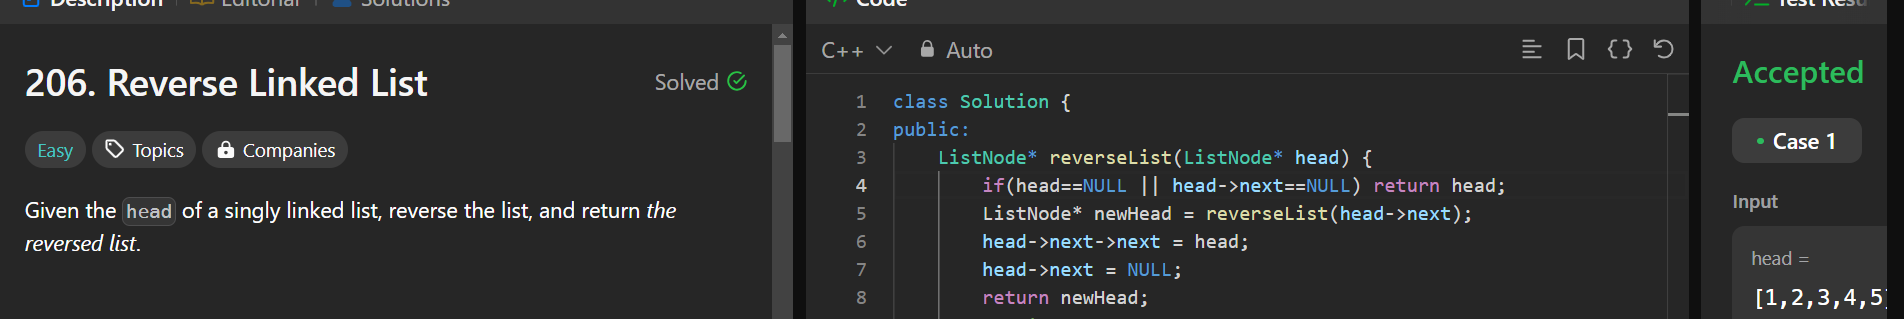 Description
Editorial
Solutions
206. Reverse Linked List
Solved
Easy
Topics
Companies
Given the head of a singly linked list, reverse the list, and return the
reversed list.
Code
C++
Auto
1 class Solution {
2 public:
3 ListNode* reverseList(ListNode* head) {
4 if(head==NULL || head->next==NULL) return head;
5 ListNode* newHead = reverseList(head->next);
6 head->next->next = head;
7 head->next = NULL;
8 return newHead;
Accepted
Case 1
Input
head =
[1,2,3,4,5]